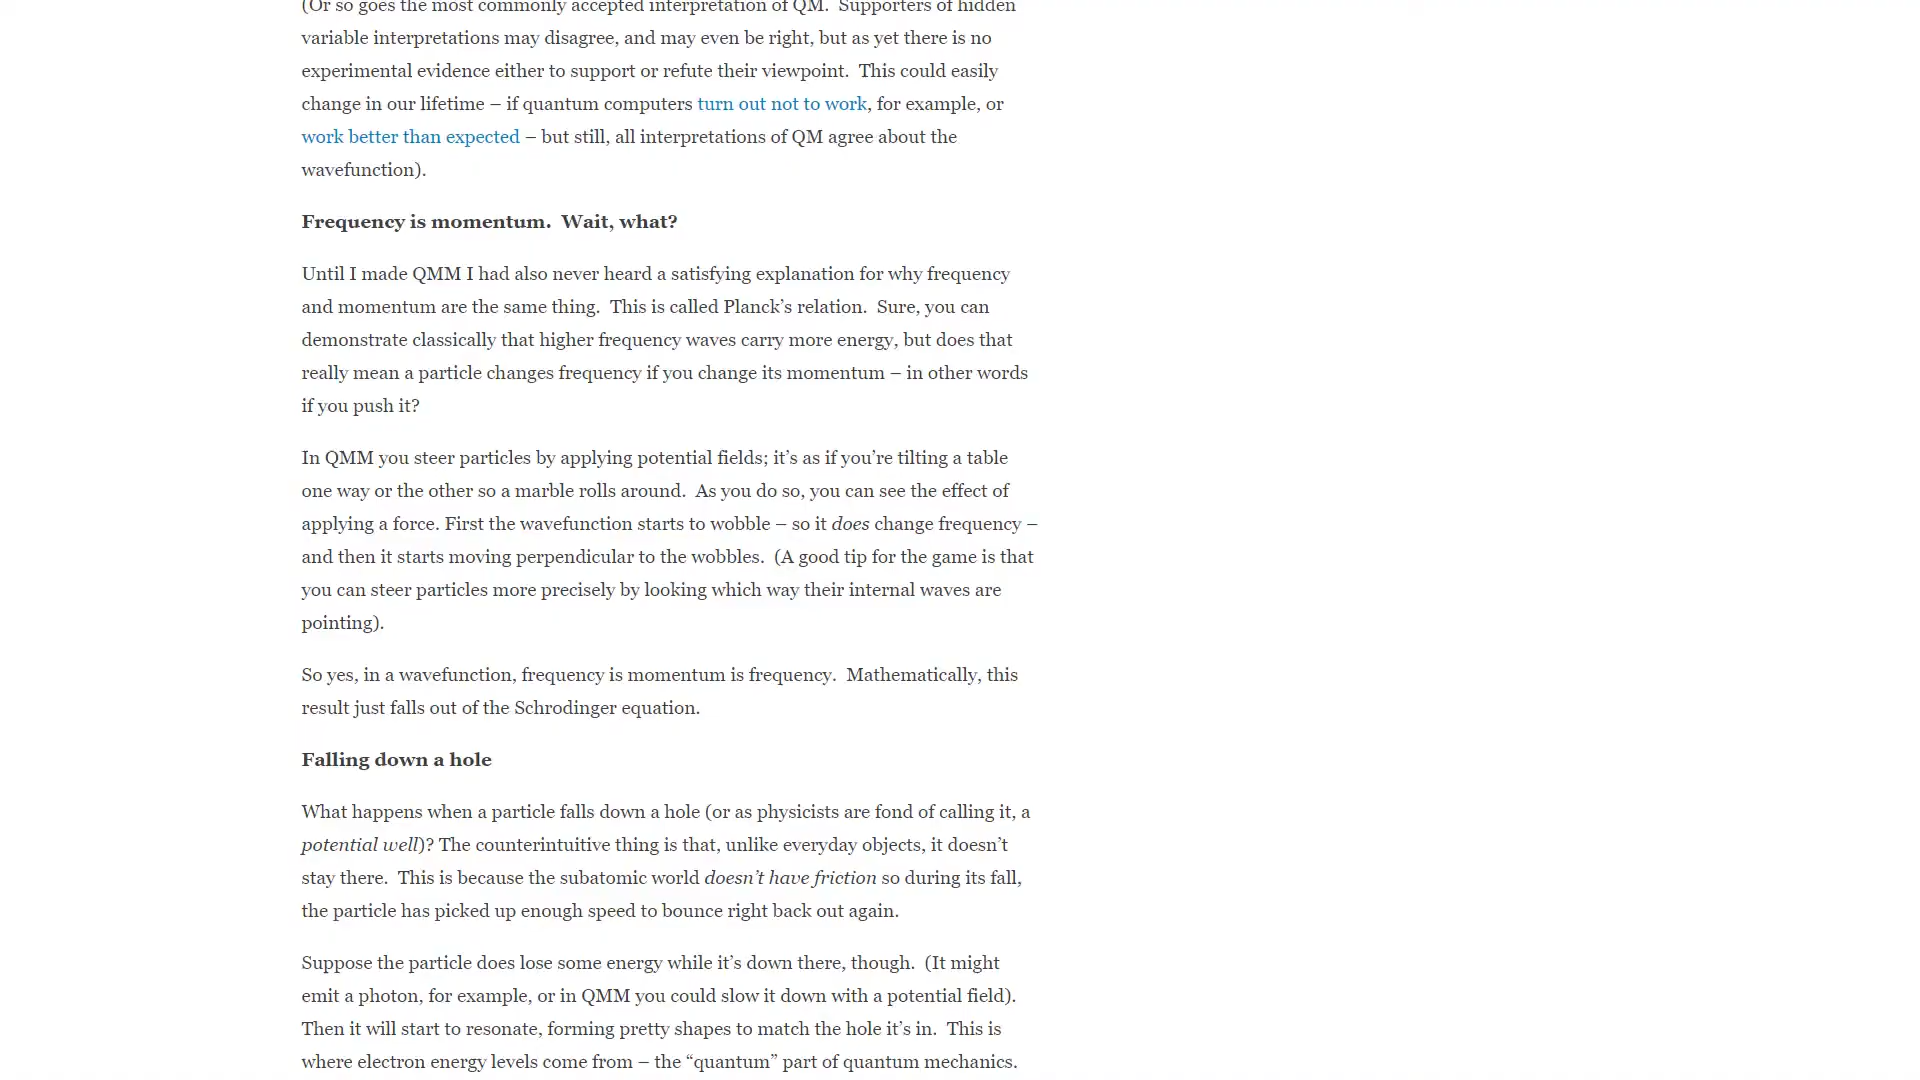 (Or so goes the most commonly accepted interpretation of QM.  Supporters of hidden
variable interpretations may disagree, and may even be right, but as yet there is no
experimental evidence either to support or refute their viewpoint.  This could easily
change in our lifetime – if quantum computers turn out not to work, for example, or
work better than expected – but still, all interpretations of QM agree about the
wavefunction).
Frequency is momentum.  Wait, what?
Until I made QMM I had also never heard a satisfying explanation for why frequency
and momentum are the same thing.  This is called Planck’s relation.  Sure, you can
demonstrate classically that higher frequency waves carry more energy, but does that
really mean a particle changes frequency if you change its momentum – in other words
if you push it?
In QMM you steer particles by applying potential fields; it’s as if you’re tilting a table
one way or the other so a marble rolls around.  As you do so, you can see the effect of
applying a force. First the wavefunction starts to wobble – so it does change frequency –
and then it starts moving perpendicular to the wobbles.  (A good tip for the game is that
you can steer particles more precisely by looking which way their internal waves are
pointing).
So yes, in a wavefunction, frequency is momentum is frequency.  Mathematically, this
result just falls out of the Schrodinger equation.
Falling down a hole
What happens when a particle falls down a hole (or as physicists are fond of calling it, a
potential well)? The counterintuitive thing is that, unlike everyday objects, it doesn’t
stay there.  This is because the subatomic world doesn’t have friction so during its fall,
the particle has picked up enough speed to bounce right back out again.
Suppose the particle does lose some energy while it’s down there, though.  (It might
emit a photon, for example, or in QMM you could slow it down with a potential field).
Then it will start to resonate, forming pretty shapes to match the hole it’s in.  This is
where electron energy levels come from – the “quantum” part of quantum mechanics.